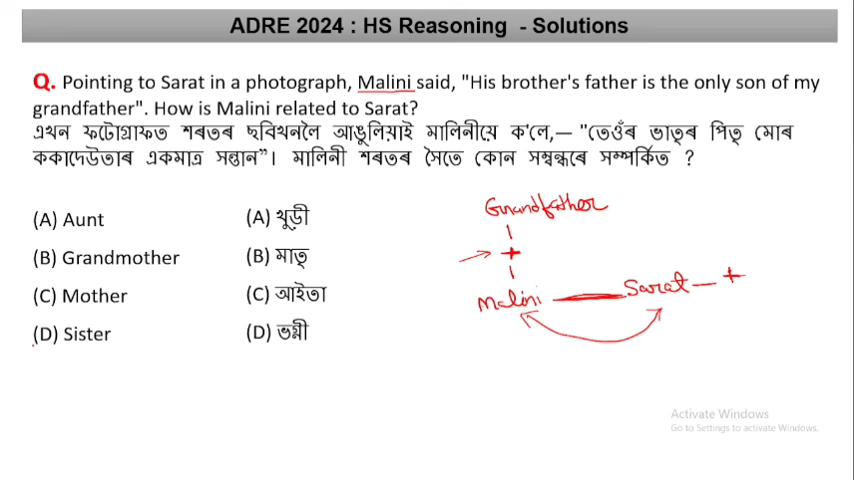 ADRE 2024 : HS Reasoning - Solutions
Q. Pointing to Sarat in a photograph, Malini said, "His brother's father is the only son of my
grandfather". How is Malini related to Sarat?
এখন ফটোগ্ৰাফত শৰতৰ ছবিখনলৈ আঙুলিয়াই মালিনীয়ে ক'লে,— "তেওঁৰ ভাতৃৰ পিতৃ মোৰ
ককাদেউতাৰ একমাত্ৰ সন্তান”। মালিনী শৰতৰ সৈতে কোন সম্বন্ধৰে সম্পৰ্কিত ?
(A) Aunt (A) খুড়ী
(B) Grandmother (B) মাতৃ
(C) Mother (C) আইতা
(D) Sister (D) ভগ্নী
Grandfather
+
Malini — Sarat — +
Activate Windows
Go to Settings to activate Windows.